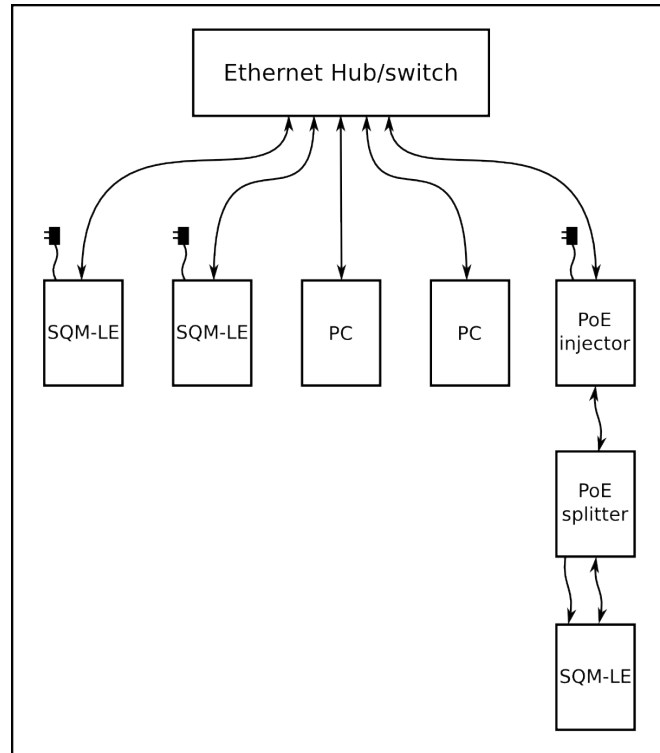 Ethernet Hub/switch
SQM-LE
SQM-LE
PC
PC
PoE
injector
PoE
splitter
SQM-LE